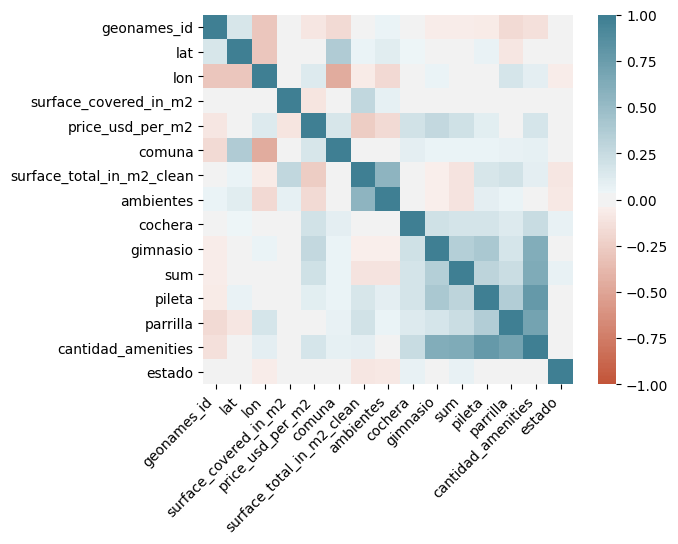 geonames_id
lat
lon
surface_covered_in_m2
price_usd_per_m2
comuna
surface_total_in_m2_clean
ambientes
cochera
gimnasio
sum
pileta
parrilla
cantidad_amenities
estado
geonames_id
lat
lon
surface_covered_in_m2
price_usd_per_m2
comuna
surface_total_in_m2_clean
ambientes
cochera
gimnasio
sum
pileta
parrilla
cantidad_amenities
estado
1.00
0.75
0.50
0.25
0.00
-0.25
-0.50
-0.75
-1.00